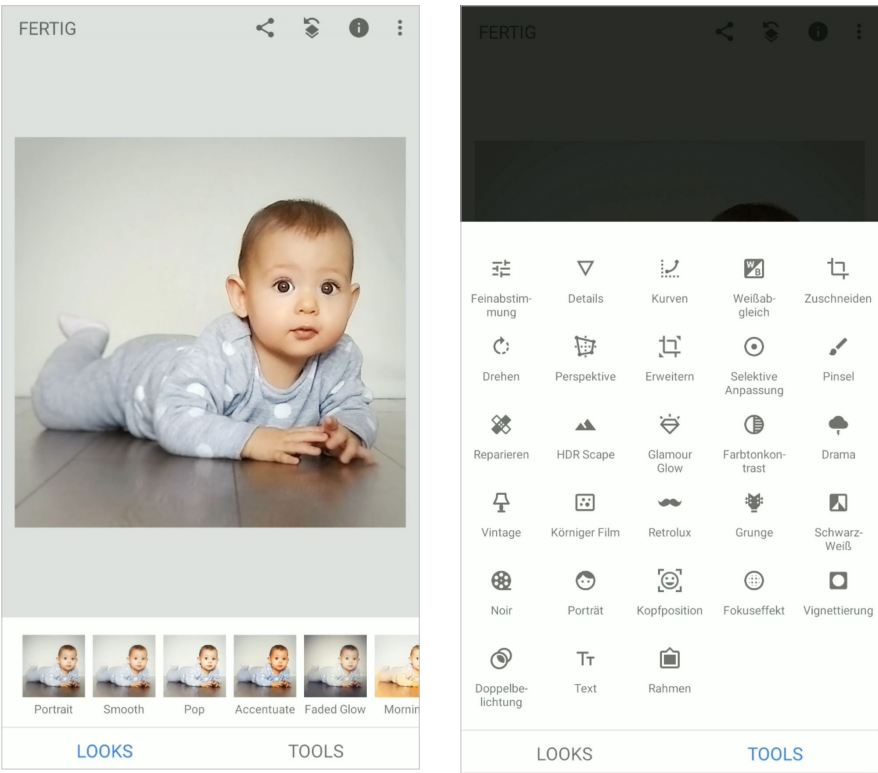 FERTIG
Portrait
Smooth
Pop
Accentuate
Faded Glow
Mornin
LOOKS
TOOLS
FERTIG
Feinabstim-
mung
Details
Kurven
Weißab-
gleich
Zuschneiden
Drehen
Perspektive
Erweitern
Selektive
Anpassung
Pinsel
Reparieren
HDR Scape
Glamour
Glow
Farbtonkon-
trast
Drama
Vintage
Körniger Film
Retrolux
Grunge
Schwarz-
Weiß
Noir
Porträt
Kopfposition
Fokuseffekt
Vignettierung
Doppelbe-
lichtung
Text
Rahmen
LOOKS
TOOLS